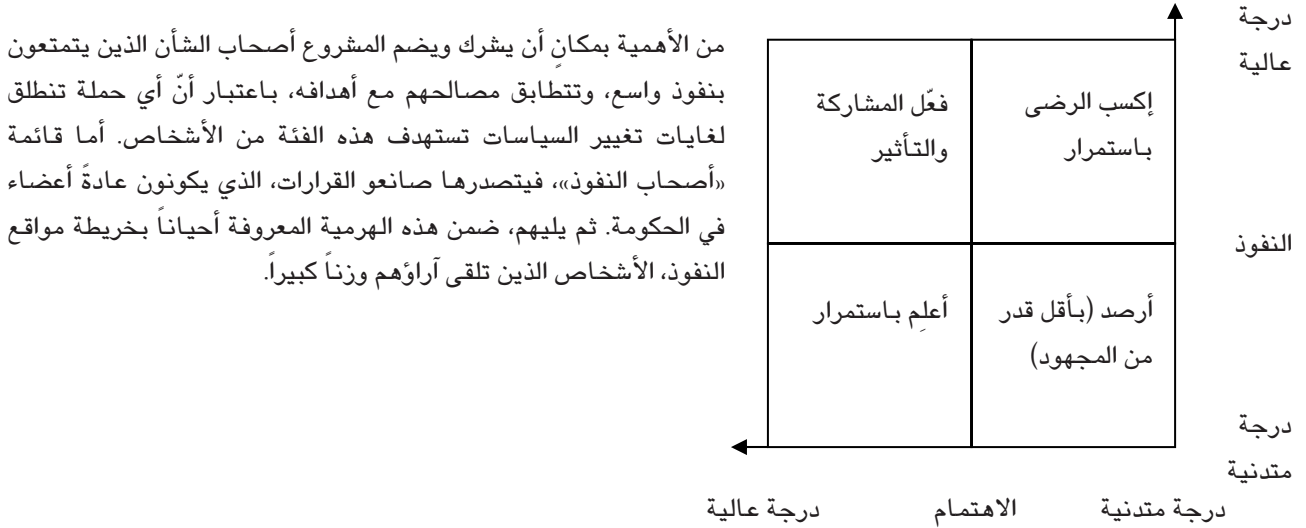 درجة
عالية
من الأهمية بمكانٍ أن يشرك ويضم المشروع أصحاب الشأن الذين يتمتعون
بنفوذ واسع، وتتطابق مصالحهم مع أهدافه، باعتبار أنّ أي حملة تنطلق
لغايات تغيير السياسات تستهدف هذه الفئة من الأشخاص. أما قائمة
«أصحاب النفوذ»، فيتصدرها صانعو القرارات، الذي يكونون عادةً أعضاء
في الحكومة. ثم يليهم، ضمن هذه الهرمية المعروفة أحياناً بخريطة مواقع
النفوذ، الأشخاص الذين تلقى آراؤهم وزناً كبيراً.
إكسب الرضى
باستمرار
فعّل المشاركة
والتأثير
النفوذ
أرصد (بأقل قدر
من المجهود)
أعلِم باستمرار
درجة
متدنية
درجة متدنية الاهتمام درجة عالية